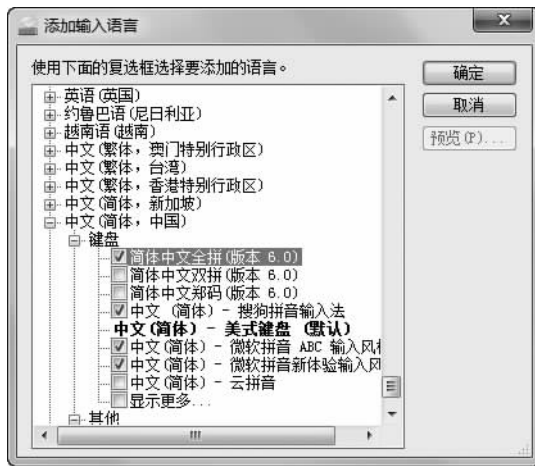 添加输入语言
使用下面的复选框选择要添加的语言。
确定
取消
预览(P)...
英语(英国)
约鲁巴语(尼日利亚)
越南语(越南)
中文(繁体，澳门特别行政区)
中文(繁体，台湾)
中文(繁体，香港特别行政区)
中文(简体，新加坡)
中文(简体，中国)
键盘
简体中文全拼(版本 6.0)
简体中文双拼(版本 6.0)
简体中文郑码(版本 6.0)
中文 (简体) - 搜狗拼音输入法
中文(简体) - 美式键盘 (默认)
中文(简体) - 微软拼音 ABC 输入风
中文(简体) - 微软拼音新体验输入风
中文(简体) - 云拼音
显示更多...
其他